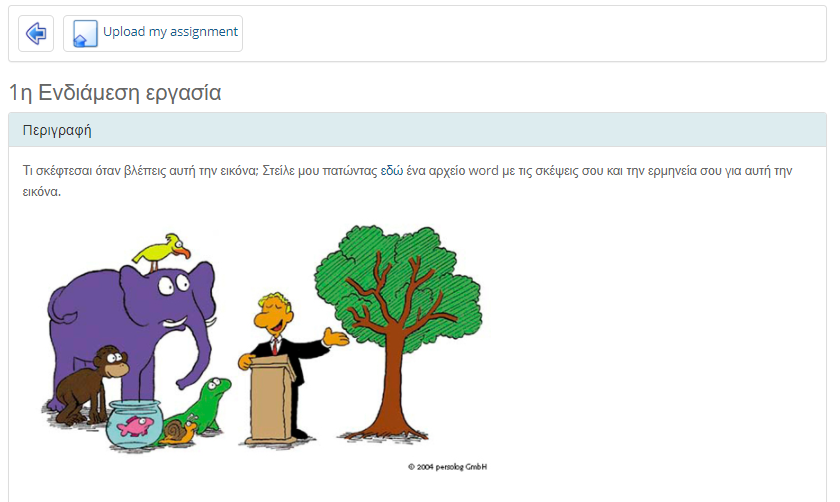 Upload my assignment
1η Ενδιάμεση εργασία
Περιγραφή
Τι σκέφτεσαι όταν βλέπεις αυτή την εικόνα; Στείλε μου πατώντας εδώ ένα αρχείο word με τις σκέψεις σου και την ερμηνεία σου για αυτή την
εικόνα.
© 2004 persolog GmbH